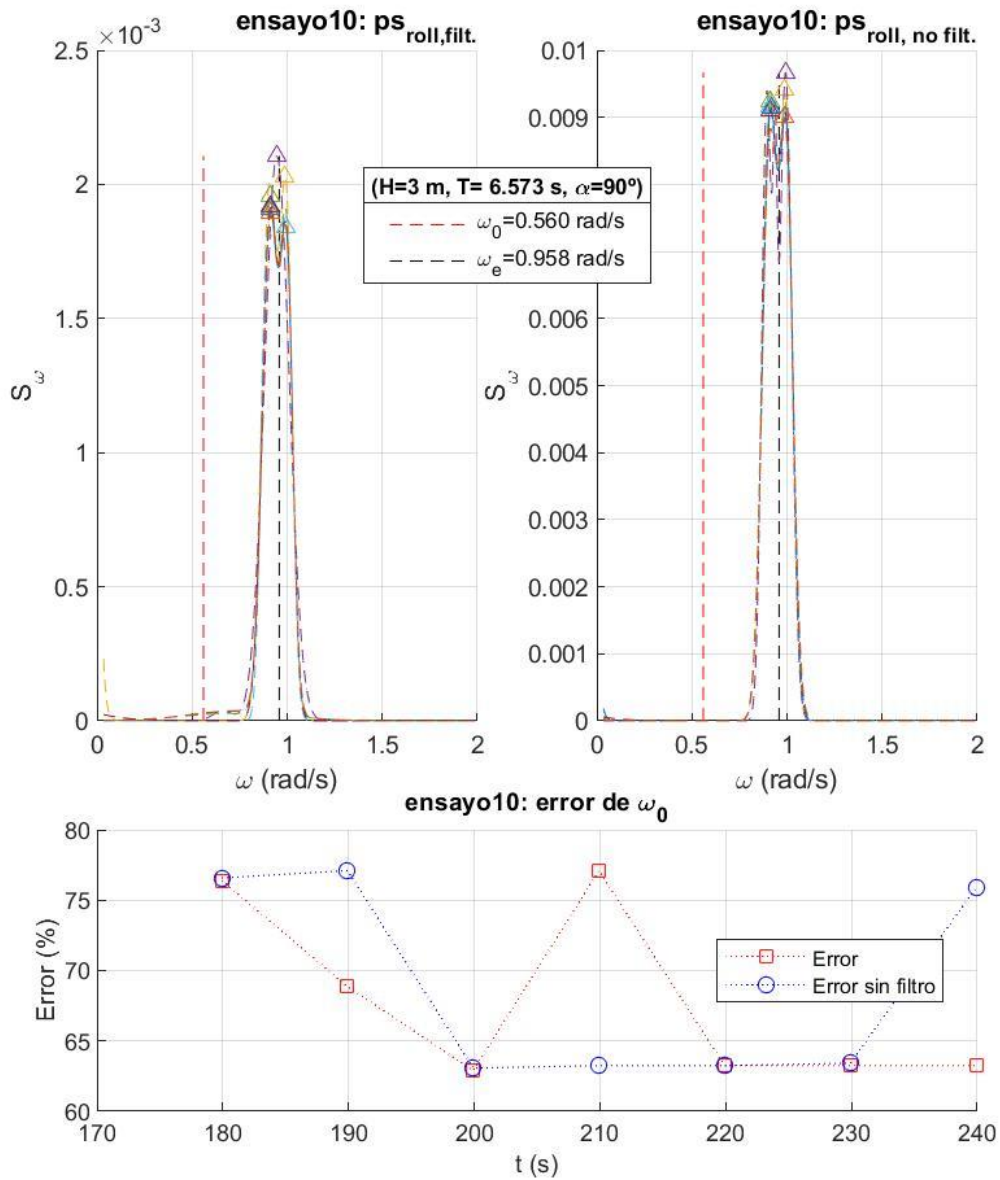 ensayo10: ps_roll,filt.
×10^-3
2.5
2
1.5
1
0.5
0
S_ω
0 0.5 1 1.5 2
ω (rad/s)
ensayo10: ps_roll, no filt.
0.01
0.009
0.006
0.005
0.004
0.003
0.002
0.001
0
S_ω
0 0.5 1 1.5 2
ω (rad/s)
(H=3 m, T= 6.573 s, α=90º)
ω_0=0.560 rad/s
ω_e=0.958 rad/s
ensayo10: error de ω_0
80
75
70
65
60
Error (%)
170 180 190 200 210 220 230 240
t (s)
Error
Error sin filtro